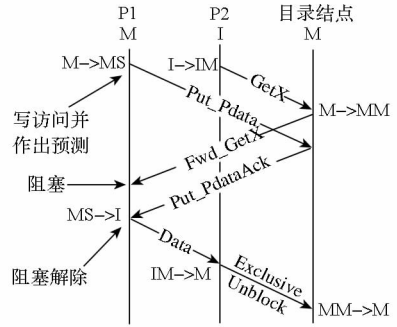 P1 P2 目录结点
M I M
M->MS
I->IM
GetX
Put_Pdata
M->MM
写访问并
作出预测
Fwd_GetX
阻塞
Put_PdataAck
MS->I
Data
阻塞解除
IM->M
Exclusive
Unblock
MM->M